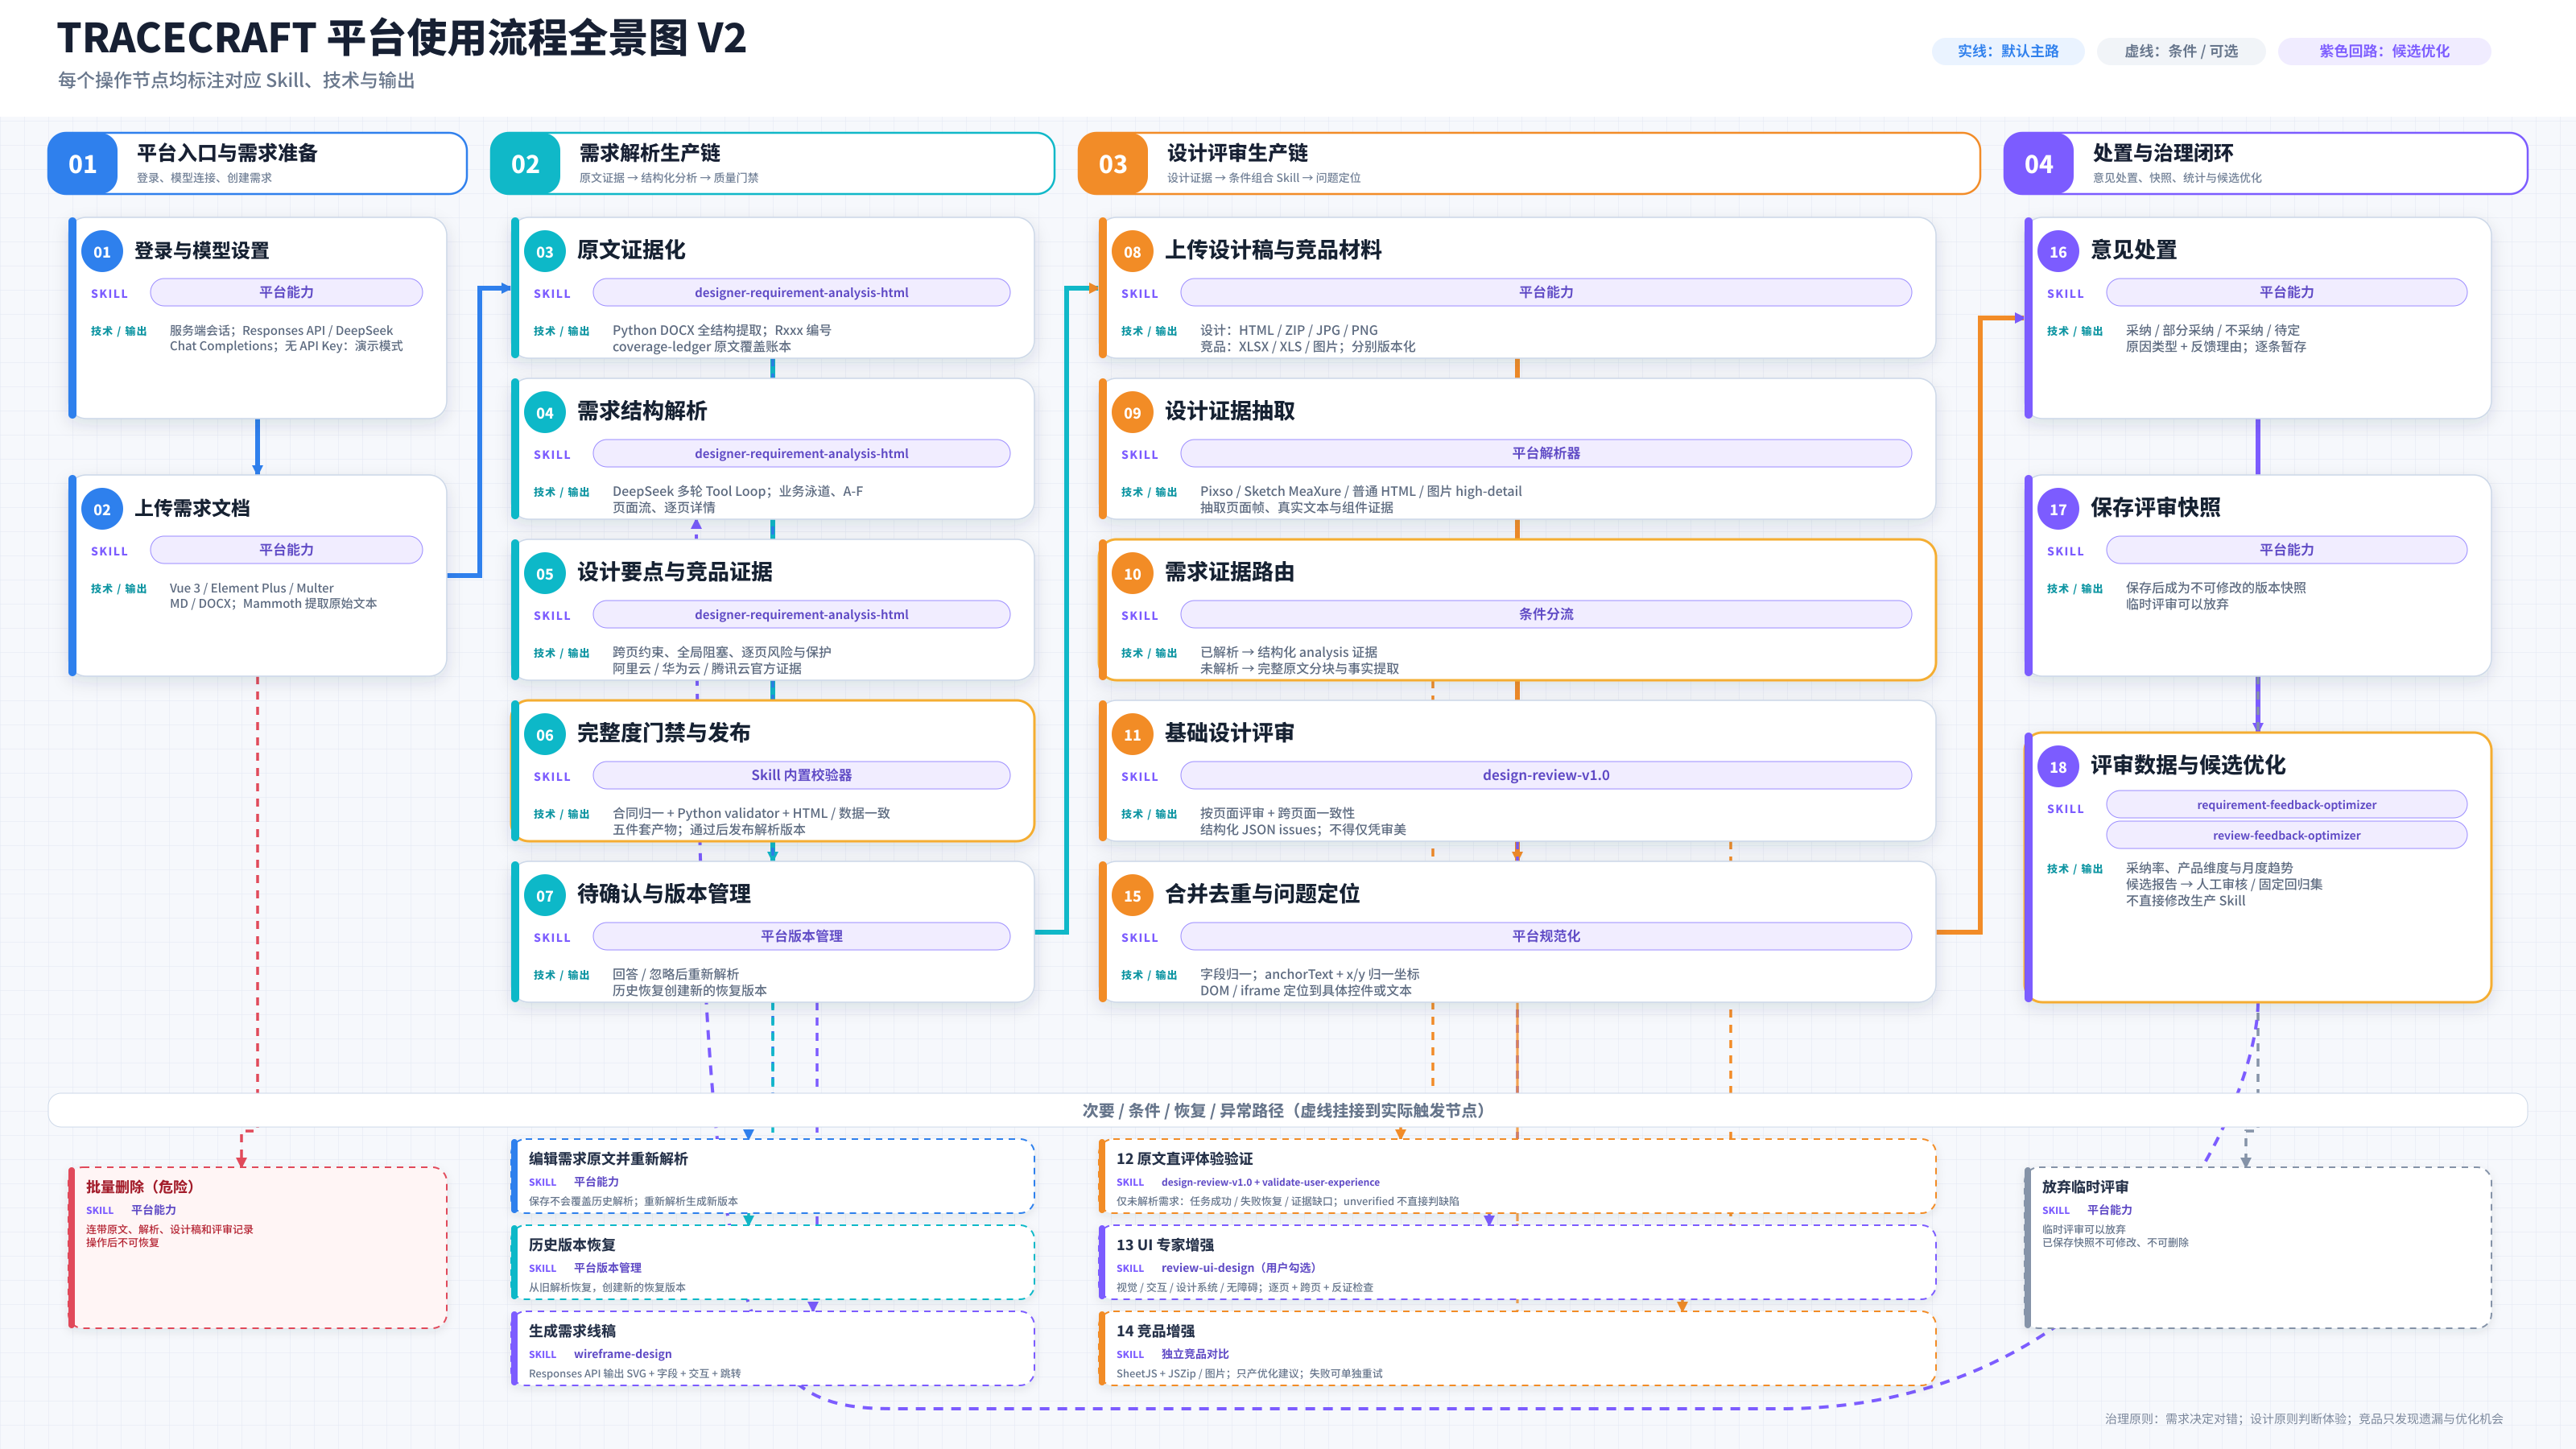 TRACECRAFT 平台使用流程全景图 V2
每个操作节点均标注对应 Skill、技术与输出
实线：默认主路
虚线：条件 / 可选
紫色回路：候选优化
01
平台入口与需求准备
登录、模型连接、创建需求
01
登录与模型设置
SKILL
平台能力
技术 / 输出
服务端会话；Responses API / DeepSeek
Chat Completions；无 API Key：演示模式
02
上传需求文档
SKILL
平台能力
技术 / 输出
Vue 3 / Element Plus / Multer
MD / DOCX；Mammoth 提取原始文本
02
需求解析生产链
原文证据 → 结构化分析 → 质量门禁
03
原文证据化
SKILL
designer-requirement-analysis-html
技术 / 输出
Python DOCX 全结构提取；Rxxx 编号
coverage-ledger 原文覆盖账本
04
需求结构解析
SKILL
designer-requirement-analysis-html
技术 / 输出
DeepSeek 多轮 Tool Loop；业务泳道、A-F
页面流、逐页详情
05
设计要点与竞品证据
SKILL
designer-requirement-analysis-html
技术 / 输出
跨页约束、全局阻塞、逐页风险与保护
阿里云 / 华为云 / 腾讯云官方证据
06
完整度门禁与发布
SKILL
Skill 内置校验器
技术 / 输出
合同归一 + Python validator + HTML / 数据一致
五件套产物；通过后发布解析版本
07
待确认与版本管理
SKILL
平台版本管理
技术 / 输出
回答 / 忽略后重新解析
历史恢复创建新的恢复版本
03
设计评审生产链
设计证据 → 条件组合 Skill → 问题定位
08
上传设计稿与竞品材料
SKILL
平台能力
技术 / 输出
设计：HTML / ZIP / JPG / PNG
竞品：XLSX / XLS / 图片；分别版本化
09
设计证据抽取
SKILL
平台解析器
技术 / 输出
Pixso / Sketch MeaXure / 普通 HTML / 图片 high-detail
抽取页面帧、真实文本与组件证据
10
需求证据路由
SKILL
条件分流
技术 / 输出
已解析 → 结构化 analysis 证据
未解析 → 完整原文分块与事实提取
11
基础设计评审
SKILL
design-review-v1.0
技术 / 输出
按页面评审 + 跨页面一致性
结构化 JSON issues；不得仅凭审美
15
合并去重与问题定位
SKILL
平台规范化
技术 / 输出
字段归一；anchorText + x/y 归一坐标
DOM / iframe 定位到具体控件或文本
04
处置与治理闭环
意见处置、快照、统计与候选优化
16
意见处置
SKILL
平台能力
技术 / 输出
采纳 / 部分采纳 / 不采纳 / 待定
原因类型 + 反馈理由；逐条暂存
17
保存评审快照
SKILL
平台能力
技术 / 输出
保存后成为不可修改的版本快照
临时评审可以放弃
18
评审数据与候选优化
SKILL
requirement-feedback-optimizer
review-feedback-optimizer
技术 / 输出
采纳率、产品维度与月度趋势
候选报告 → 人工审核 / 固定回归集
不直接修改生产 Skill
次要 / 条件 / 恢复 / 异常路径（虚线挂接到实际触发节点）
批量删除（危险）
SKILL 平台能力
连带原文、解析、设计稿和评审记录
操作后不可恢复
编辑需求原文并重新解析
SKILL 平台能力
保存不会覆盖历史解析；重新解析生成新版本
历史版本恢复
SKILL 平台版本管理
从旧解析恢复，创建新的恢复版本
生成需求线稿
SKILL wireframe-design
Responses API 输出 SVG + 字段 + 交互 + 跳转
12 原文直评体验验证
SKILL design-review-v1.0 + validate-user-experience
仅未解析需求：任务成功 / 失败恢复 / 证据缺口；unverified 不直接判缺陷
13 UI 专家增强
SKILL review-ui-design（用户勾选）
视觉 / 交互 / 设计系统 / 无障碍；逐页 + 跨页 + 反证检查
14 竞品增强
SKILL 独立竞品对比
SheetJS + JSZip / 图片；只产优化建议；失败可单独重试
放弃临时评审
SKILL 平台能力
临时评审可以放弃
已保存快照不可修改、不可删除
治理原则：需求决定对错；设计原则判断体验；竞品只发现遗漏与优化机会